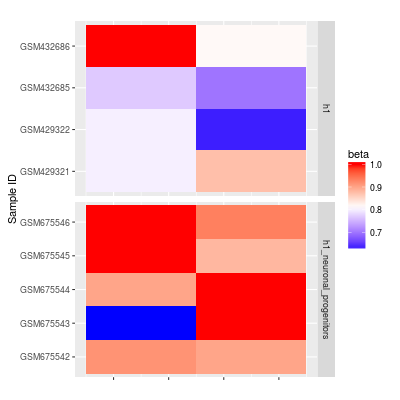 GSM432686
GSM432685
GSM429322
GSM429321
h1
GSM675546
GSM675545
GSM675544
GSM675543
GSM675542
h1_neuronal_progenitors
Sample ID
beta
1.0
0.9
0.8
0.7